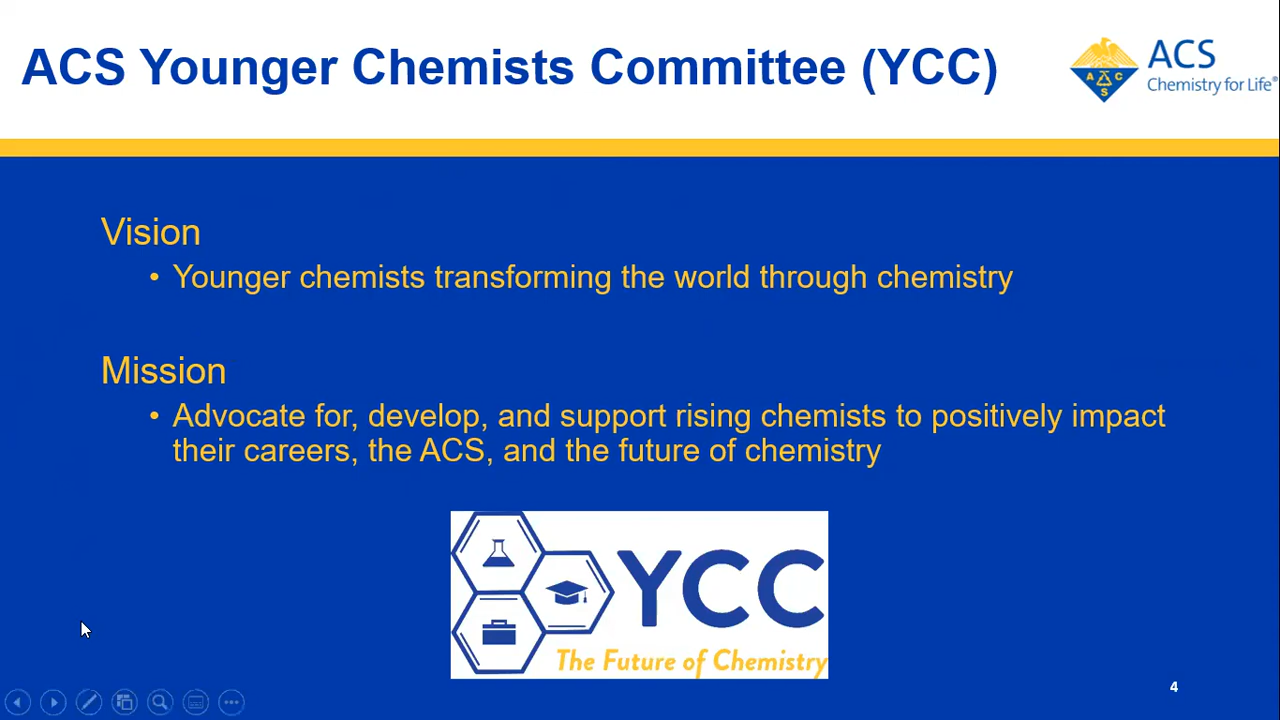 ACS Younger Chemists Committee (YCC)
ACS
Chemistry for Life®
A C S
Vision
• Younger chemists transforming the world through chemistry
Mission
• Advocate for, develop, and support rising chemists to positively impact
their careers, the ACS, and the future of chemistry
YCC
The Future of Chemistry
4